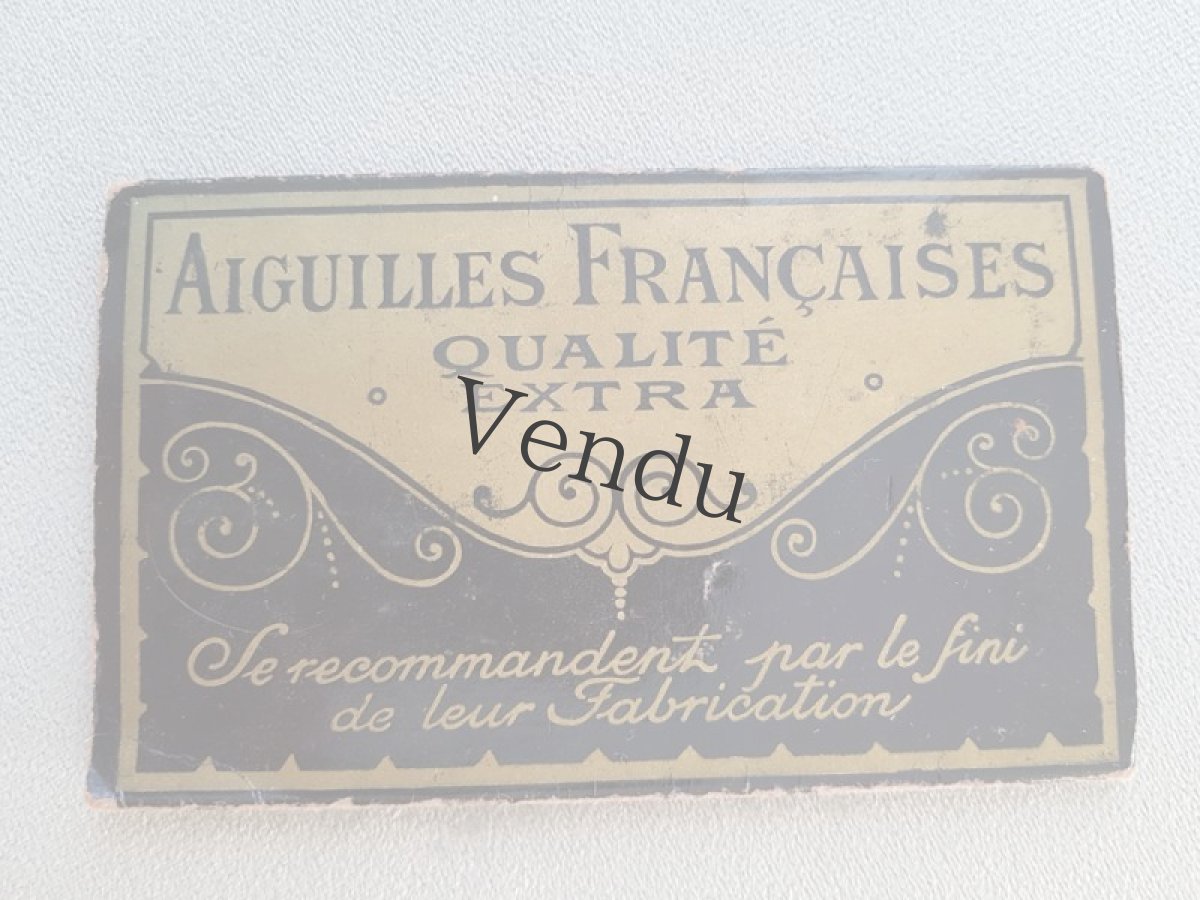 AIGUILLES FRANÇAISES
QUALITÉ
EXTRA
Vendu
Se recommandent par le fini
de leur Fabrication